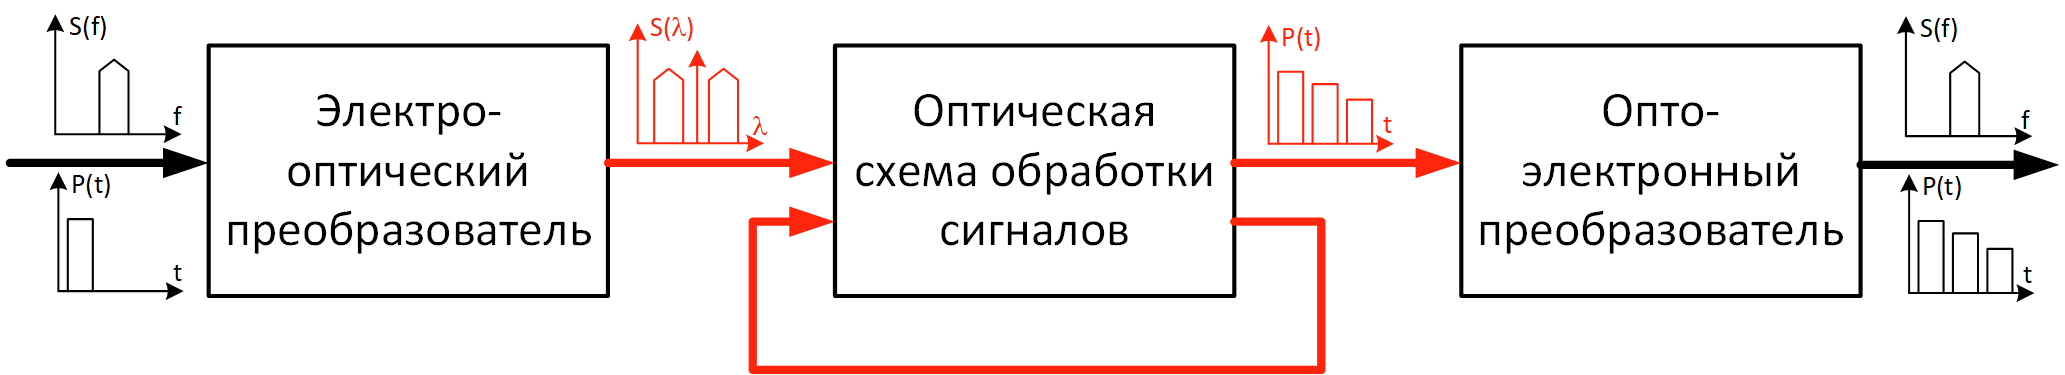 S(f)
f
P(t)
t
Электро-
оптический
преобразователь
S(λ)
λ
Оптическая
схема обработки
сигналов
P(t)
t
Опто-
электронный
преобразователь
S(f)
f
P(t)
t